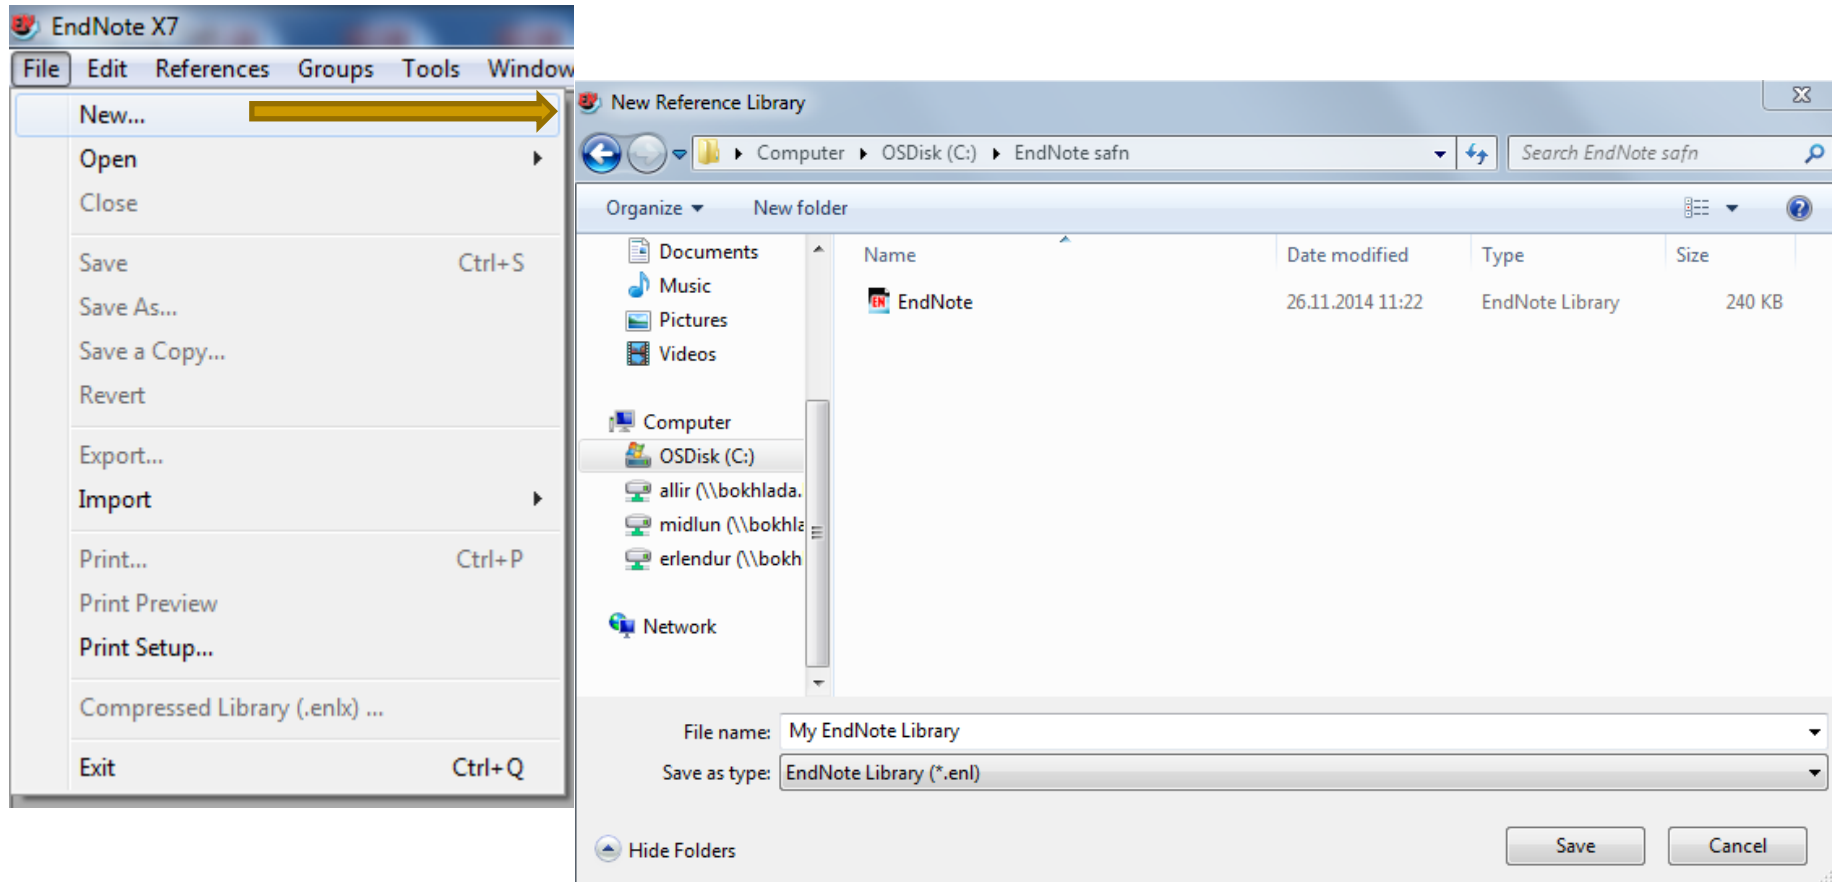 EndNote X7
File Edit References Groups Tools Window
New...
Open
Close
Save Ctrl+S
Save As...
Save a Copy...
Revert
Export...
Import
Print... Ctrl+P
Print Preview
Print Setup...
Compressed Library (.enlx) ...
Exit Ctrl+Q
New Reference Library
Computer OSDisk (C:) EndNote safn
Search EndNote safn
Organize New folder
Documents
Music
Pictures
Videos
Computer
OSDisk (C:)
allir (\\bokhlada.
midlun (\\bokhla
erlendur (\\bokh
Network
Name Date modified Type Size
EndNote 26.11.2014 11:22 EndNote Library 240 KB
File name: My EndNote Library
Save as type: EndNote Library (*.enl)
Hide Folders
Save Cancel